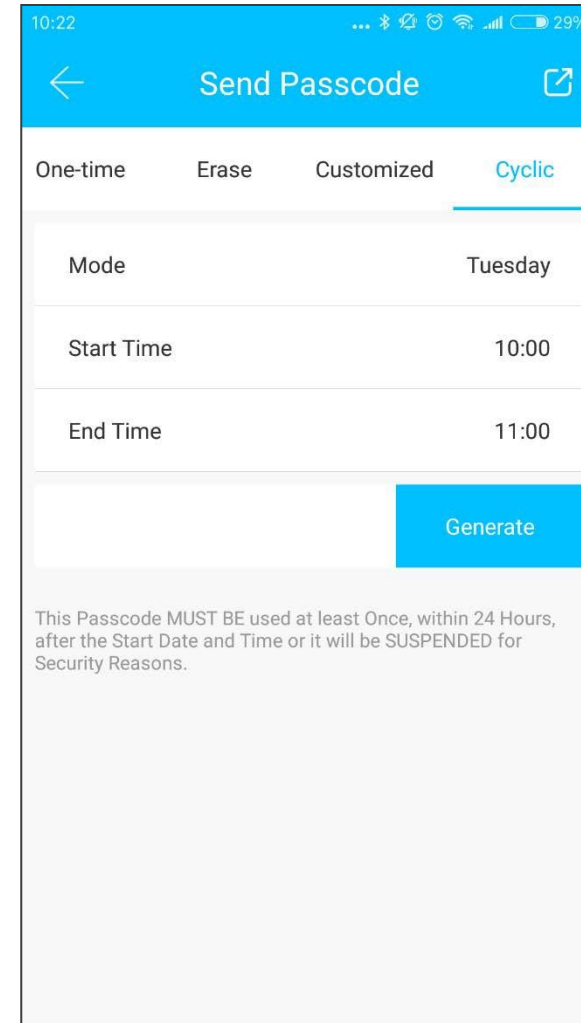 10:22 ... 29%
Send Passcode
One-time Erase Customized Cyclic
Mode Tuesday
Start Time 10:00
End Time 11:00
Generate
This Passcode MUST BE used at least Once, within 24 Hours,
after the Start Date and Time or it will be SUSPENDED for
Security Reasons.